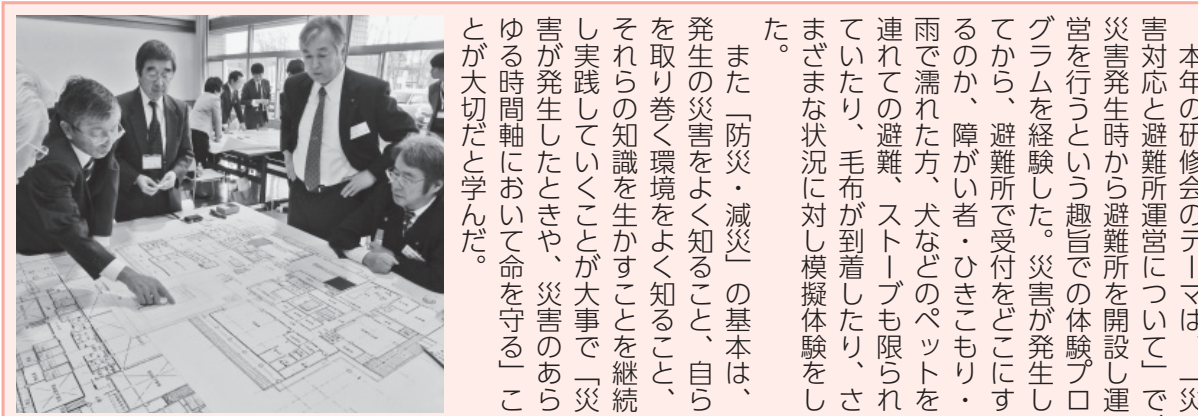 本年の研修会のテーマは、「災
害対応と避難所運営について」で
災害発生時から避難所を開設し運
営を行うという趣旨での体験プロ
グラムを経験した。災害が発生し
てから、避難所で受付をどこにす
るのか、障がい者・ひきこもり・
雨で濡れた方、犬などのペットを
連れての避難、ストーブも限られ
ていたり、毛布が到着したり、さ
まざまな状況に対し模擬体験をし
た。
また「防災・減災」の基本は、
発生の災害をよく知ること、自ら
を取り巻く環境をよく知ること、
それらの知識を生かすことを継続
し実践していくことが大事で「災
害が発生したときや、災害のあら
ゆる時間軸において命を守る」こ
とが大切だと学んだ。